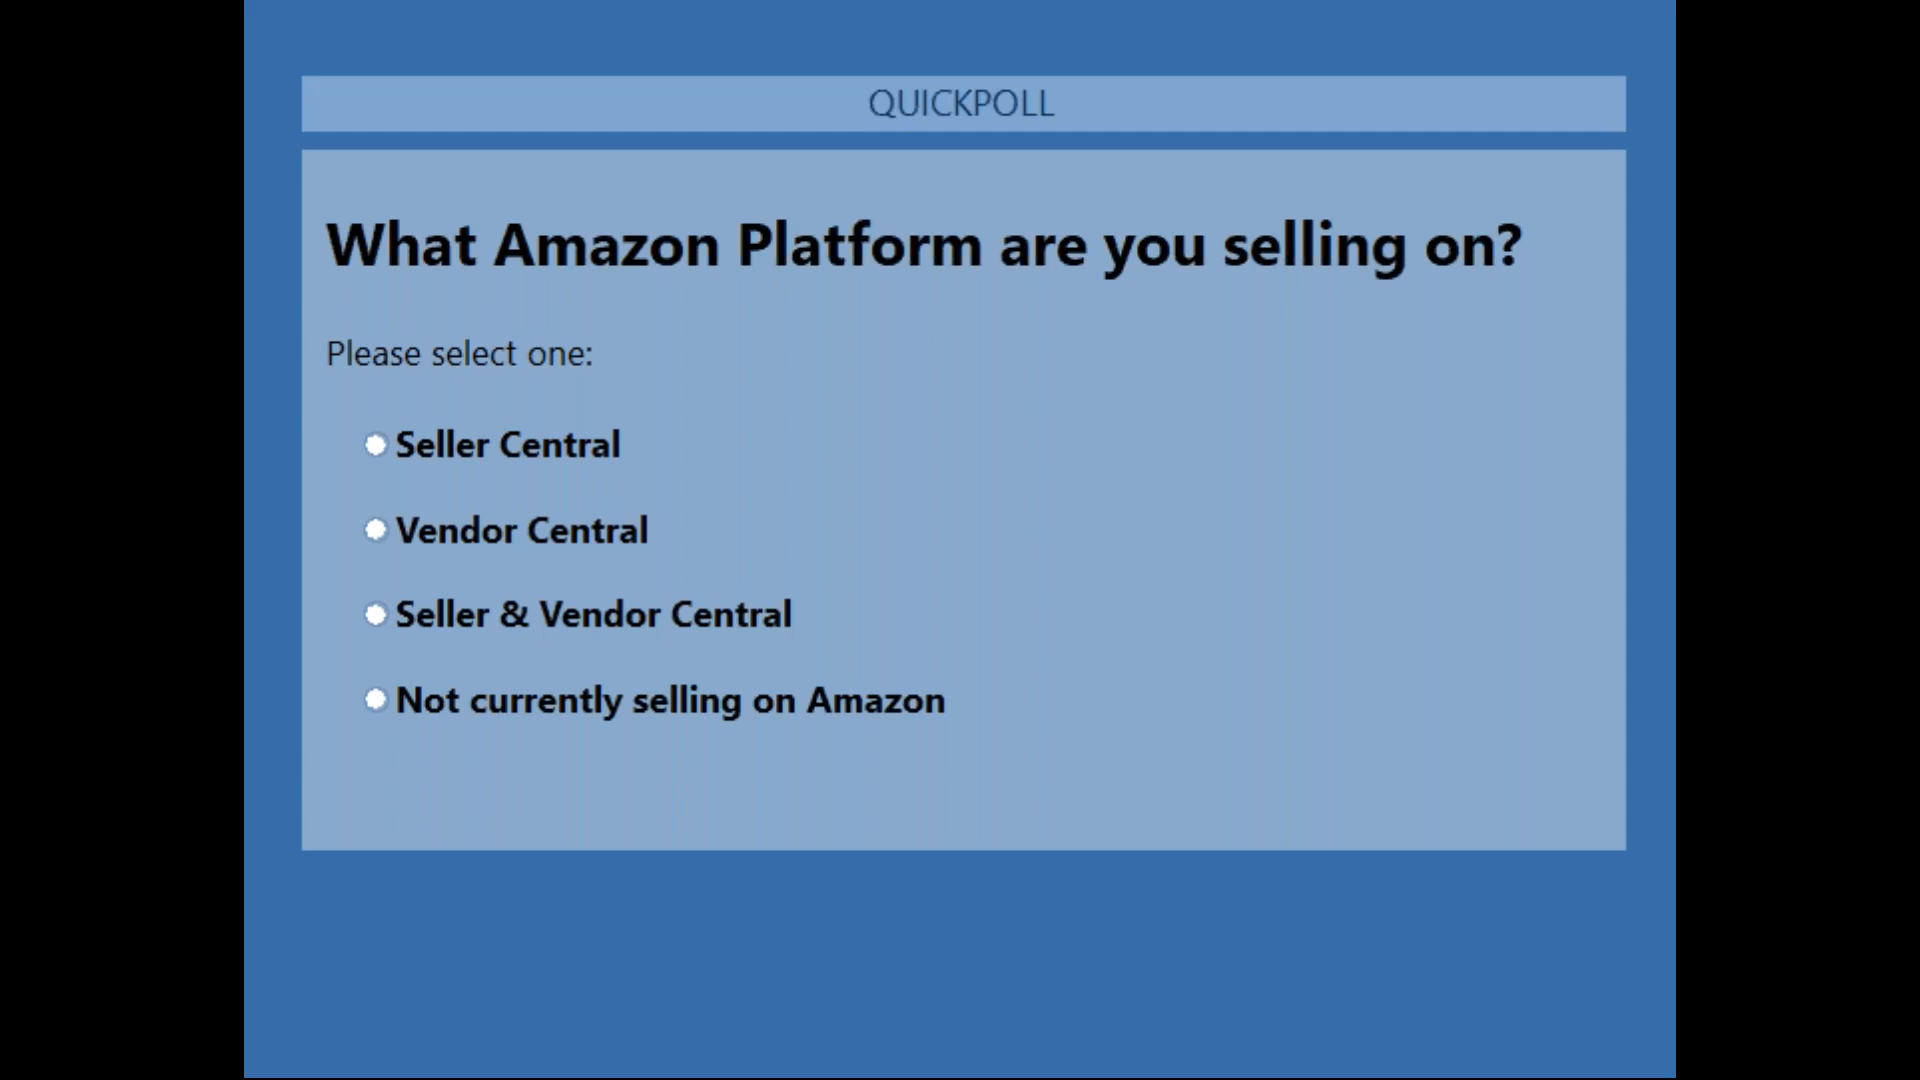 QUICKPOLL
What Amazon Platform are you selling on?
Please select one:
Seller Central
Vendor Central
Seller & Vendor Central
Not currently selling on Amazon